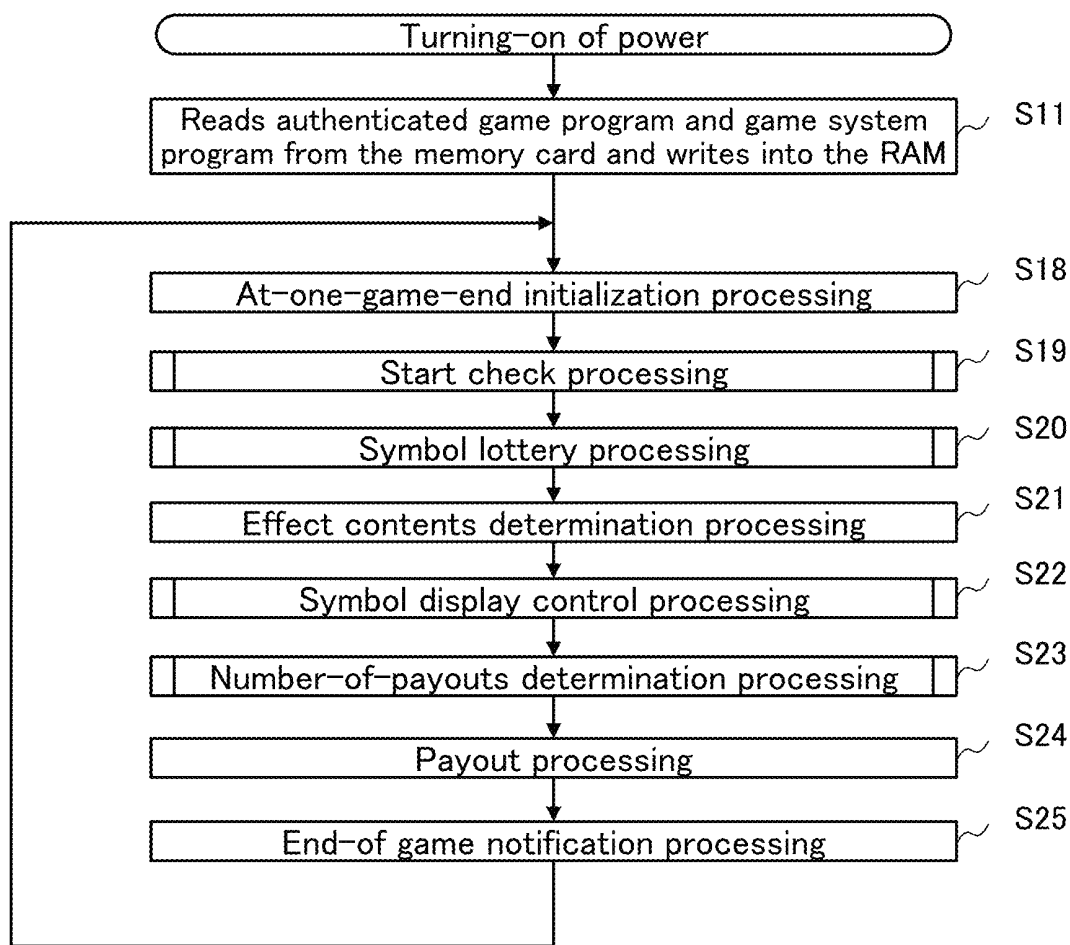 Turning-on of power
Reads authenticated game program and game system
program from the memory card and writes into the RAM
S11
At-one-game-end initialization processing
S18
Start check processing
S19
Symbol lottery processing
S20
Effect contents determination processing
S21
Symbol display control processing
S22
Number-of-payouts determination processing
S23
Payout processing
S24
End-of game notification processing
S25